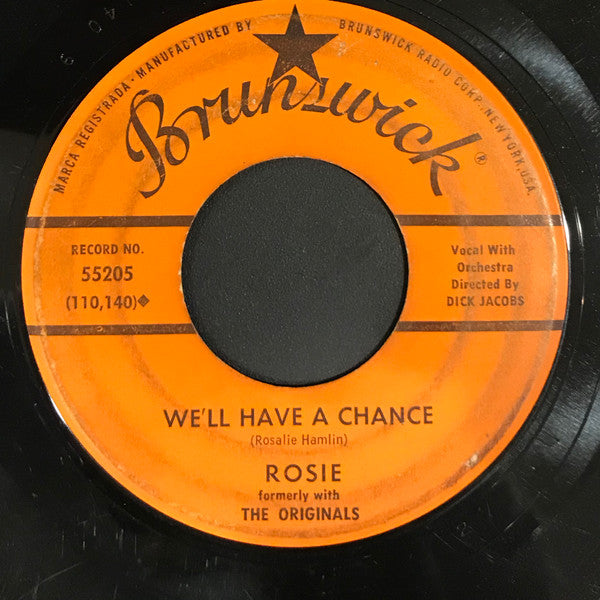 MARCA REGISTRADA · MANUFACTURED BY BRUNSWICK RADIO CORP., NEW YORK, USA.
Brunswick®
RECORD NO.
55205
(110,140)◆
Vocal With
Orchestra
Directed By
DICK JACOBS
WE'LL HAVE A CHANCE
(Rosalie Hamlin)
ROSIE
formerly with
THE ORIGINALS